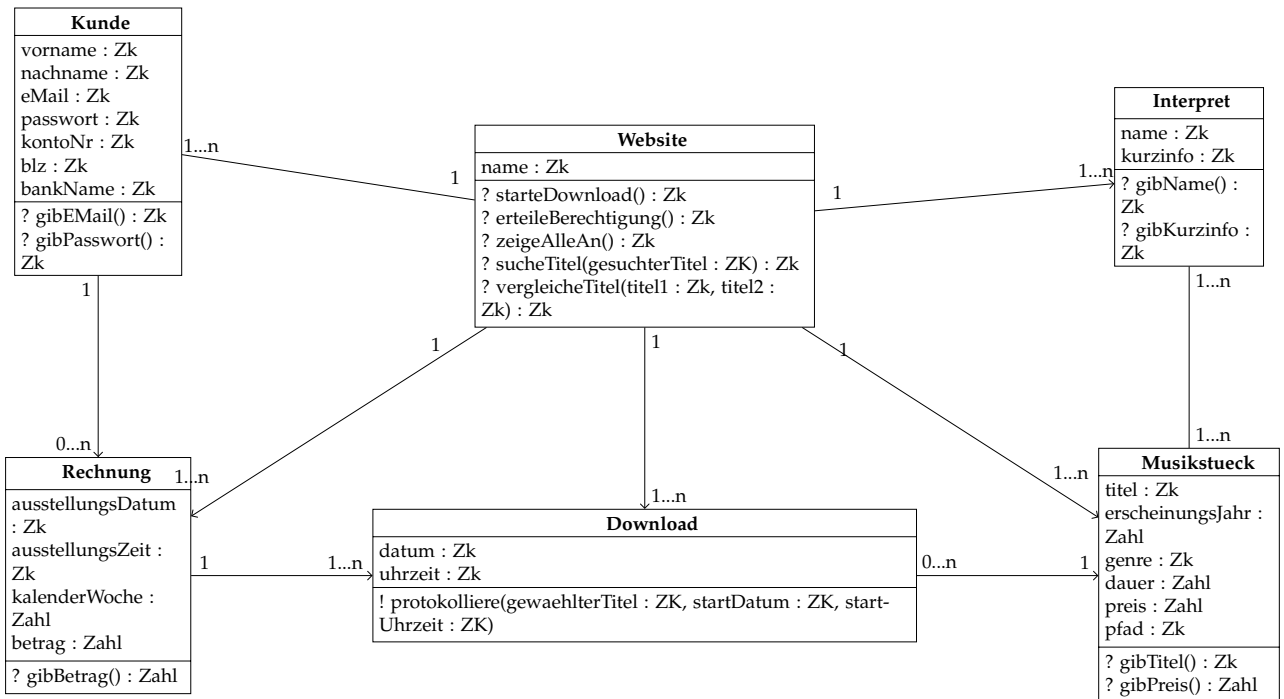 Kunde
vorname : Zk
nachname : Zk
eMail : Zk
passwort : Zk
kontoNr : Zk
blz : Zk
bankName : Zk
? gibEMail() : Zk
? gibPasswort() :
Zk
1...n
1
Website
name : Zk
? starteDownload() : Zk
? erteileBerechtigung() : Zk
? zeigeAlleAn() : Zk
? sucheTitel(gesuchterTitel : ZK) : Zk
? vergleicheTitel(titel1 : Zk, titel2 :
Zk) : Zk
1
1...n
Interpret
name : Zk
kurzinfo : Zk
? gibName() :
Zk
? gibKurzinfo :
Zk
1
0...n
1
1...n
1
1...n
1
1...n
1...n
1...n
Rechnung
ausstellungsDatum
: Zk
ausstellungsZeit :
Zk
kalenderWoche :
Zahl
betrag : Zahl
? gibBetrag() : Zahl
1
1...n
Download
datum : Zk
uhrzeit : Zk
! protokolliere(gewaehlterTitel : ZK, startDatum : ZK, start-
Uhrzeit : ZK)
0...n
1
Musikstueck
titel : Zk
erscheinungsJahr :
Zahl
genre : Zk
dauer : Zahl
preis : Zahl
pfad : Zk
? gibTitel() : Zk
? gibPreis() : Zahl